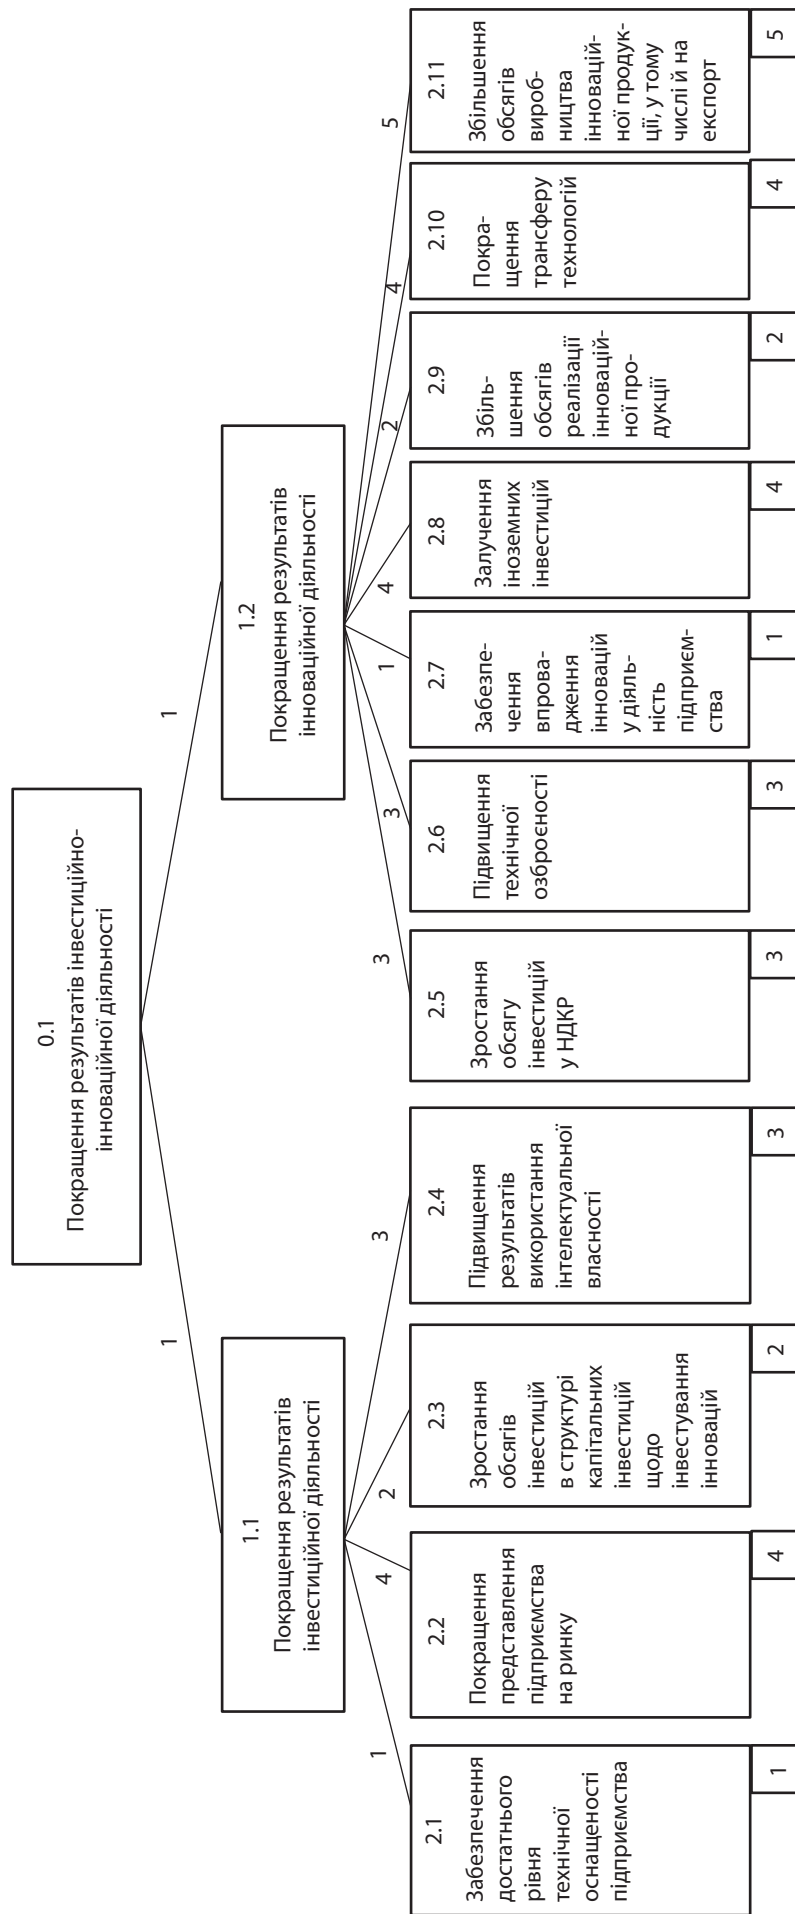 0.1
Покращення результатів інвестиційно-
інноваційної діяльності
1
1
1.1
Покращення результатів
інвестиційної діяльності
1.2
Покращення результатів
інноваційної діяльності
1
4
2
3
3
3
1
4
2
4
5
2.1
Забезпечення
достатнього
рівня
технічної
оснащеності
підприємства
1
2.2
Покращення
представлення
підприємства
на ринку
4
2.3
Зростання
обсягів
інвестицій
в структурі
капітальних
інвестицій
щодо
інвестування
інновацій
2
2.4
Підвищення
результатів
використання
інтелектуальної
власності
3
2.5
Зростання
обсягу
інвестицій
у НДКР
3
2.6
Підвищення
технічної
озброєності
3
2.7
Забезпе-
чення
впрова-
дження
інновацій
у діяль-
ність
підприєм-
ства
1
2.8
Залучення
іноземних
інвестицій
4
2.9
Збіль-
шення
обсягів
реалізації
інновацій-
ної про-
дукції
2
2.10
Покра-
щення
трансферу
технологій
4
2.11
Збільшення
обсягів
вироб-
ництва
інновацій-
ної продук-
ції, у тому
числі й на
експорт
5